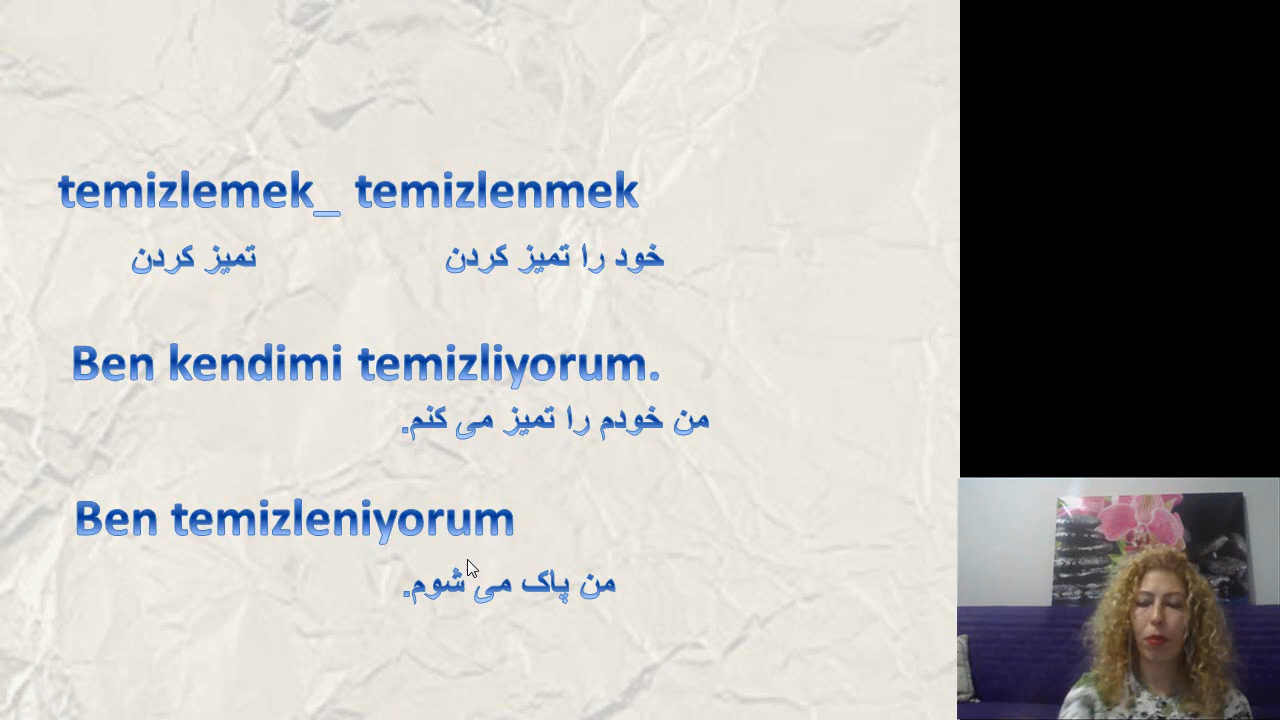 temizlemek_ temizlenmek
تمیز کردن خود را تمیز کردن
Ben kendimi temizliyorum.
من خودم را تمیز می کنم.
Ben temizleniyorum
من پاک می شوم.